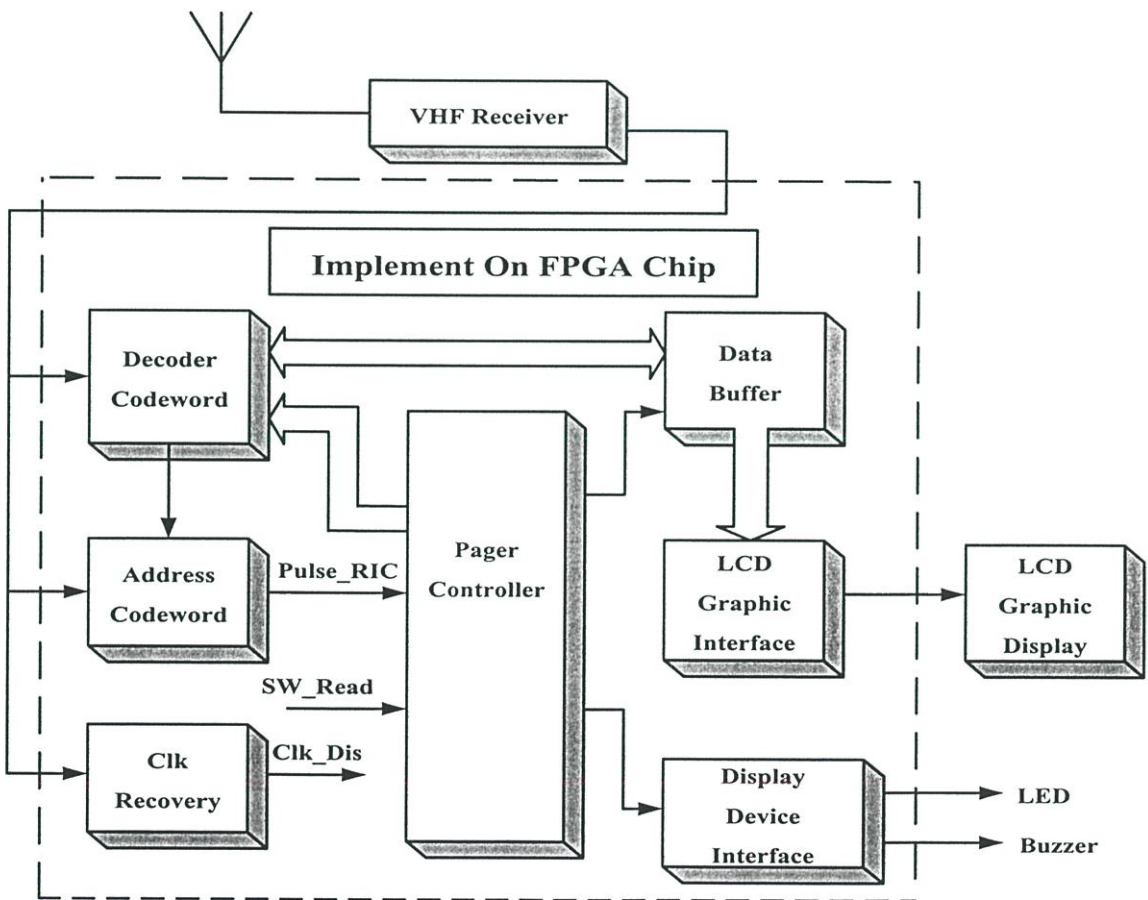 VHF Receiver
Implement On FPGA Chip
Decoder
Codeword
Data
Buffer
Address
Codeword
Pulse_RIC
Pager
Controller
LCD
Graphic
Interface
LCD
Graphic
Display
SW_Read
Clk
Recovery
Clk_Dis
Display
Device
Interface
LED
Buzzer